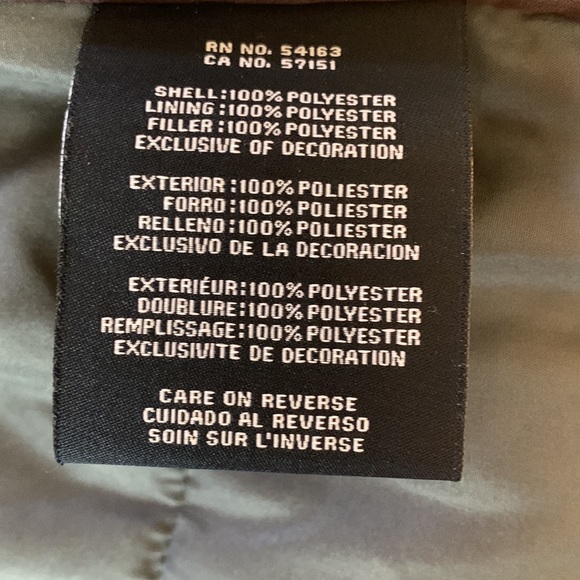 RN NO. 54163
CA NO. 57151
SHELL:100% POLYESTER
LINING:100% POLYESTER
FILLER:100% POLYESTER
EXCLUSIVE OF DECORATION
EXTERIOR:100% POLIESTER
FORRO:100% POLIESTER
RELLENO:100% POLIESTER
EXCLUSIVO DE LA DECORACION
EXTERIÉUR:100% POLYESTER
DOUBLURE:100% POLYESTER
REMPLISSAGE:100% POLYESTER
EXCLUSIVITE DE DECORATION
CARE ON REVERSE
CUIDADO AL REVERSO
SOIN SUR L'INVERSE